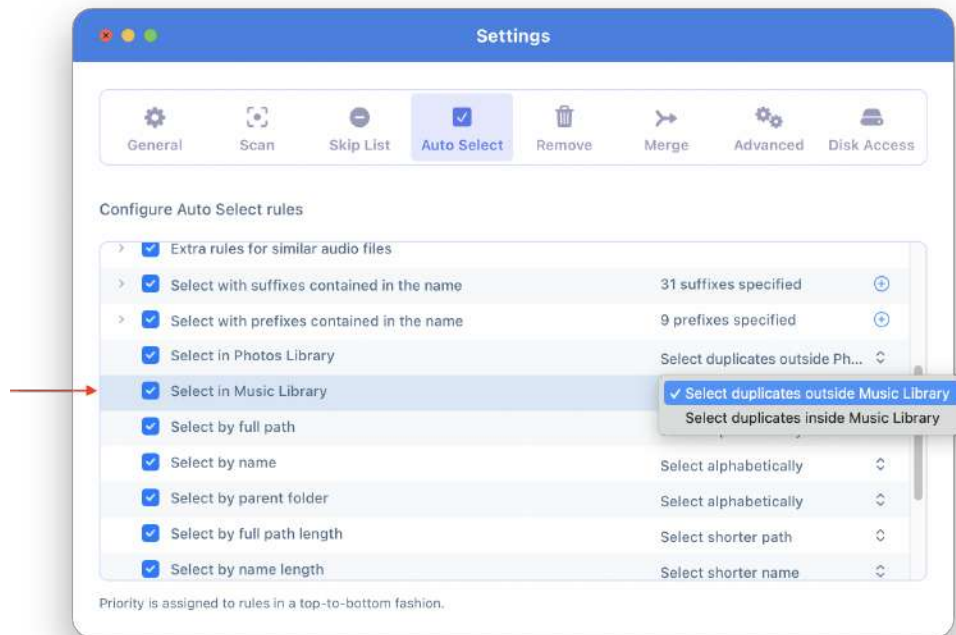 Settings
General Scan Skip List Auto Select Remove Merge Advanced Disk Access
Configure Auto Select rules
Extra rules for similar audio files
Select with suffixes contained in the name 31 suffixes specified
Select with prefixes contained in the name 9 prefixes specified
Select in Photos Library Select duplicates outside Ph...
Select in Music Library Select duplicates outside Music Library
Select duplicates inside Music Library
Select by full path
Select by name Select alphabetically
Select by parent folder Select alphabetically
Select by full path length Select shorter path
Select by name length Select shorter name
Priority is assigned to rules in a top-to-bottom fashion.